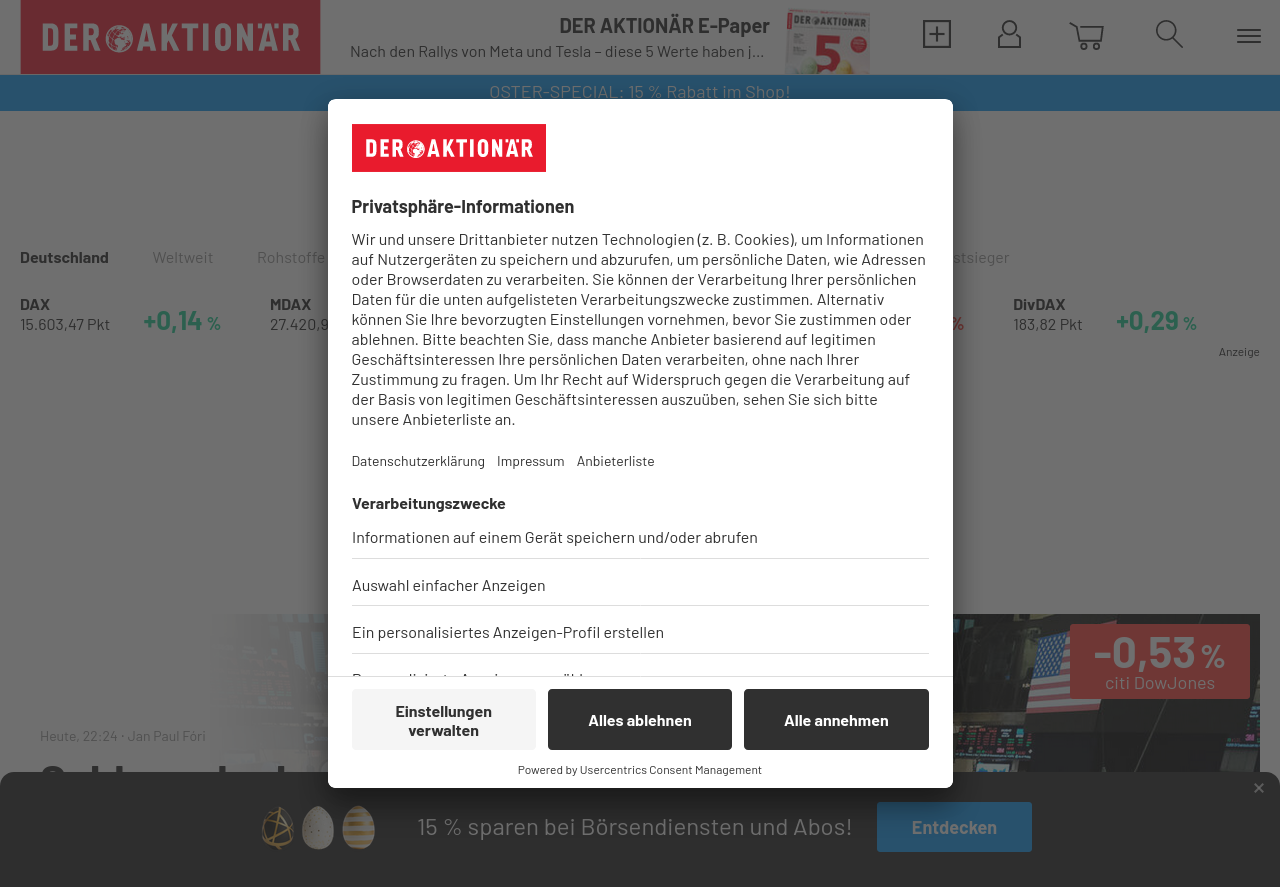 DER AKTIONÄR
DER AKTIONÄR E-Paper
Nach den Rallys von Meta und Tesla – diese 5 Werte haben j...
OSTER-SPECIAL: 15 % Rabatt im Shop!
DER AKTIONÄR
Privatsphäre-Informationen
Wir und unsere Drittanbieter nutzen Technologien (z. B. Cookies), um Informationen
auf Nutzergeräten zu speichern und abzurufen, um persönliche Daten, wie Adressen
oder Browserdaten zu verarbeiten. Sie können der Verarbeitung Ihrer persönlichen
Daten für die unten aufgelisteten Verarbeitungszwecke zustimmen. Alternativ
können Sie Ihre bevorzugten Einstellungen vornehmen, bevor Sie zustimmen oder
ablehnen. Bitte beachten Sie, dass manche Anbieter basierend auf legitimen
Geschäftsinteressen Ihre persönlichen Daten verarbeiten, ohne nach Ihrer
Zustimmung zu fragen. Um Ihr Recht auf Widerspruch gegen die Verarbeitung auf
der Basis von legitimen Geschäftsinteressen auszuüben, sehen Sie sich bitte
unsere Anbieterliste an.
Datenschutzerklärung Impressum Anbieterliste
Verarbeitungszwecke
Informationen auf einem Gerät speichern und/oder abrufen
Auswahl einfacher Anzeigen
Ein personalisiertes Anzeigen-Profil erstellen
Einstellungen
verwalten
Alles ablehnen
Alle annehmen
Powered by Usercentrics Consent Management
Deutschland Weltweit Rohstoffe
DAX
15.603,47 Pkt
+0,14 %
MDAX
27.420,9
%
DivDAX
183,82 Pkt
+0,29 %
Anzeige
-0,53 %
citi DowJones
Heute, 22:24 · Jan Paul Fóri
15 % sparen bei Börsendiensten und Abos!
Entdecken